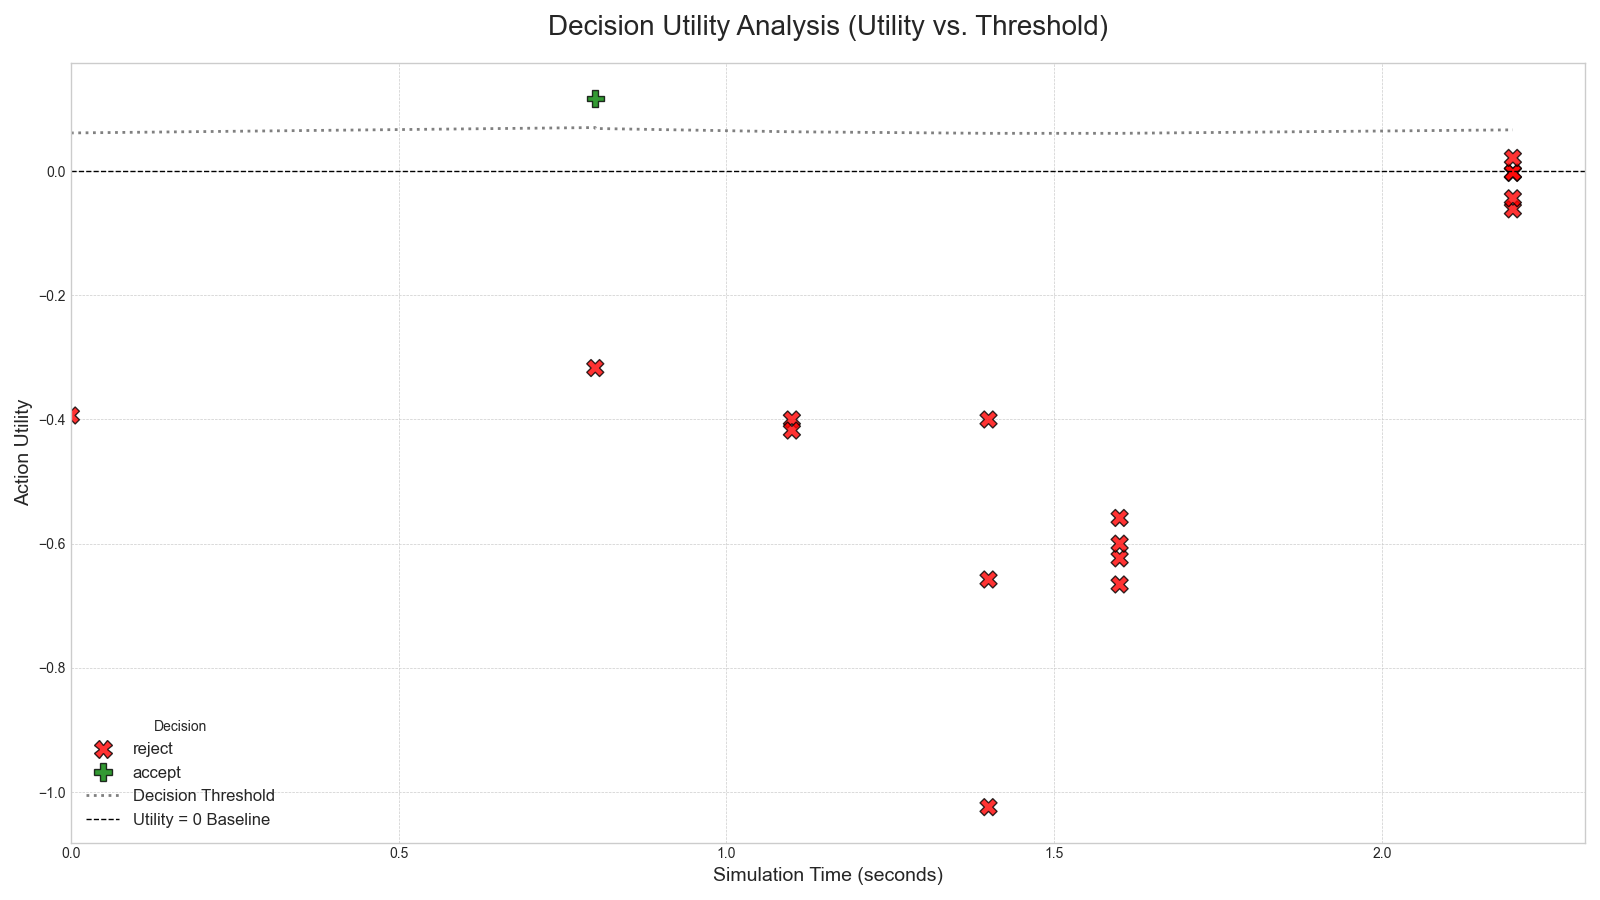 Decision Utility Analysis (Utility vs. Threshold)
Action Utility
0.0
−0.2
−0.4
−0.6
−0.8
−1.0
Decision
reject
accept
Decision Threshold
Utility = 0 Baseline
0.0 0.5 1.0 1.5 2.0
Simulation Time (seconds)